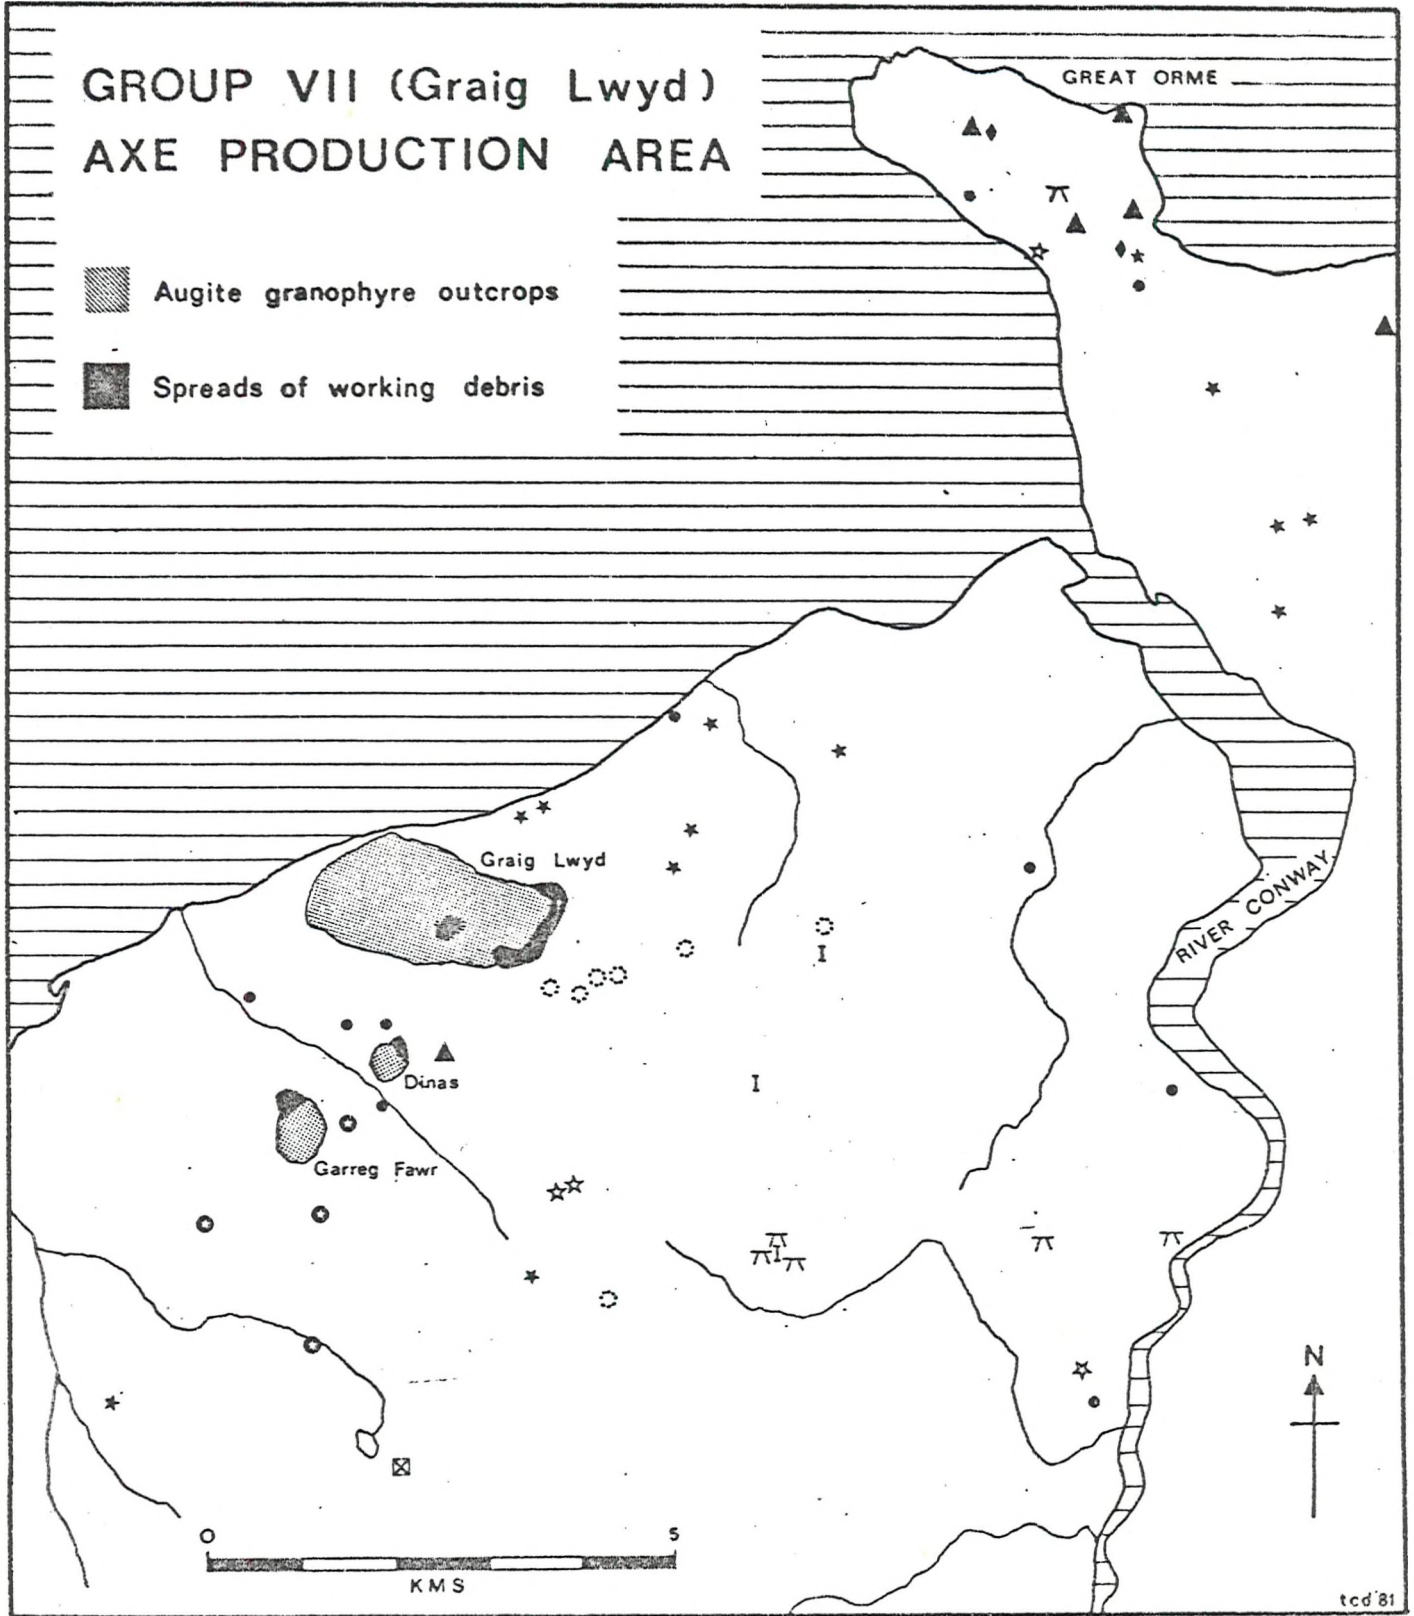 GROUP VII (Graig Lwyd)
AXE PRODUCTION AREA
GREAT ORME
Augite granophyre outcrops
Spreads of working debris
Graig Lwyd
RIVER CONWAY
Dinas
Garreg Fawr
N
0 5
KMS
tcd '81